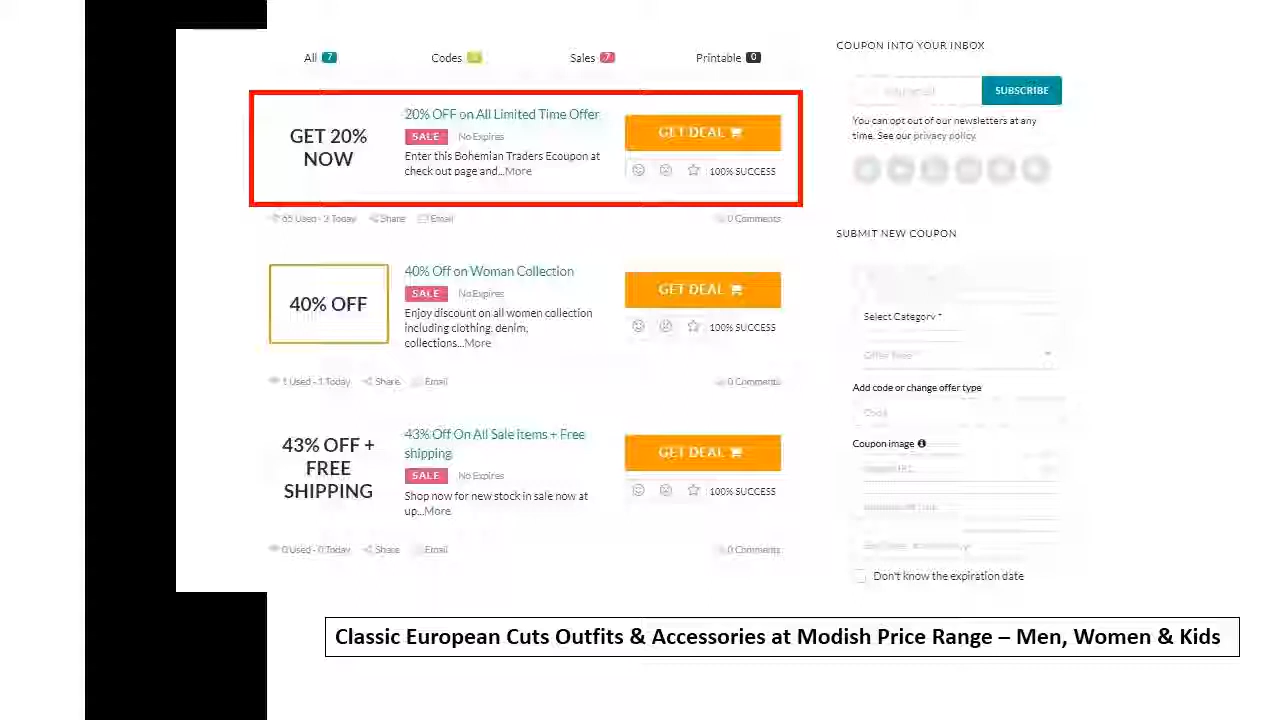 All 7
Codes
Sales 7
Printable 0
GET 20%
NOW
20% OFF on All Limited Time Offer
SALE No Expires
Enter this Bohemian Traders Ecoupon at
check out page and...More
GET DEAL
100% SUCCESS
65 Used - 3 Today Share Email
0 Comments
40% OFF
40% Off on Woman Collection
SALE No Expires
Enjoy discount on all women collection
including clothing, denim,
collections...More
GET DEAL
100% SUCCESS
1 Used - 1 Today Share Email
0 Comments
43% OFF +
FREE
SHIPPING
43% Off On All Sale items + Free
shipping
SALE No Expires
Shop now for new stock in sale now at
up...More
GET DEAL
100% SUCCESS
0 Used - 0 Today Share Email
0 Comments
COUPON INTO YOUR INBOX
SUBSCRIBE
You can opt out of our newsletters at any
time. See our privacy policy.
SUBMIT NEW COUPON
Select Category *
Offer Type *
Add code or change offer type
Code
Coupon image
Don't know the expiration date
Classic European Cuts Outfits & Accessories at Modish Price Range – Men, Women & Kids